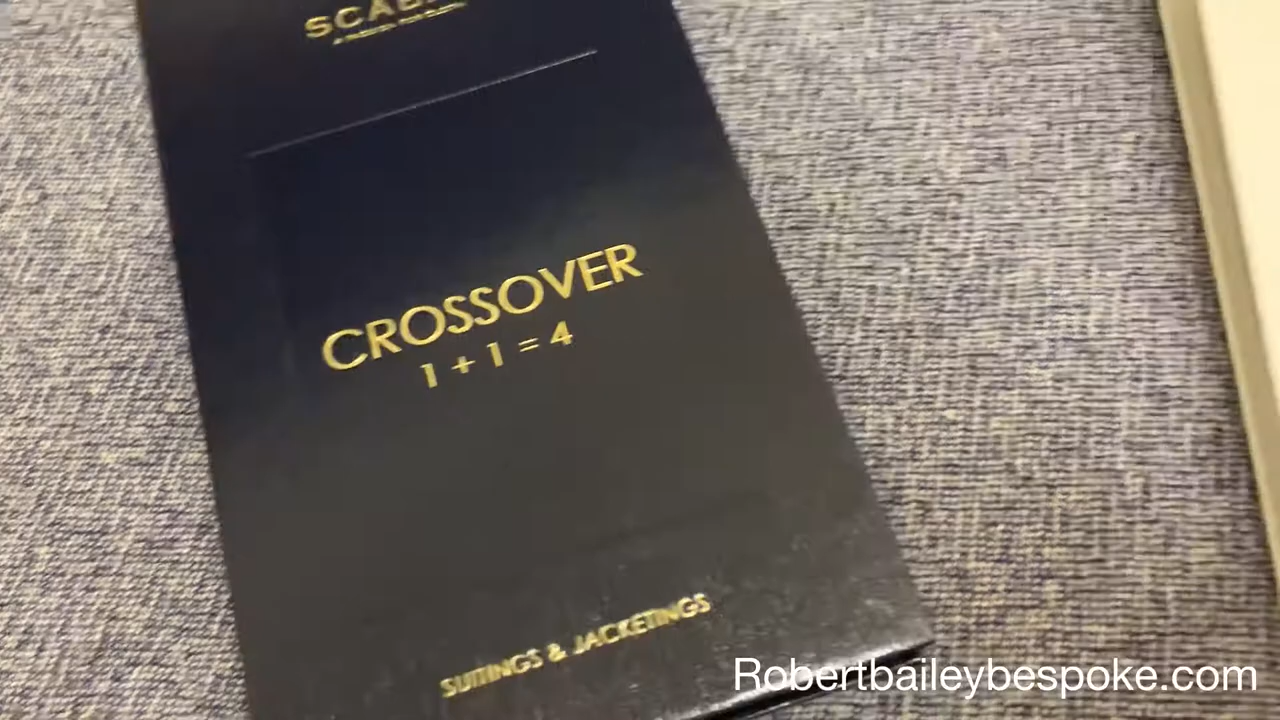 CROSSOVER
1 + 1 = 4
SUITINGS & JACKETINGS
Robertbaileybespoke.com